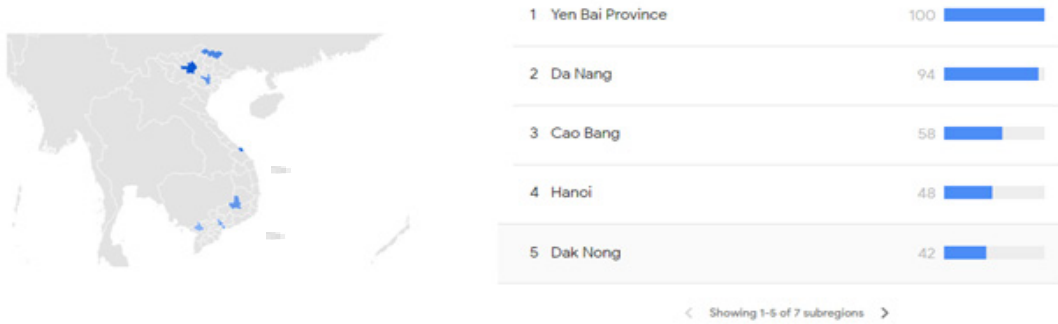 1 Yen Bai Province 100
2 Da Nang 94
3 Cao Bang 58
4 Hanoi 48
5 Dak Nong 42
Showing 1-5 of 7 subregions